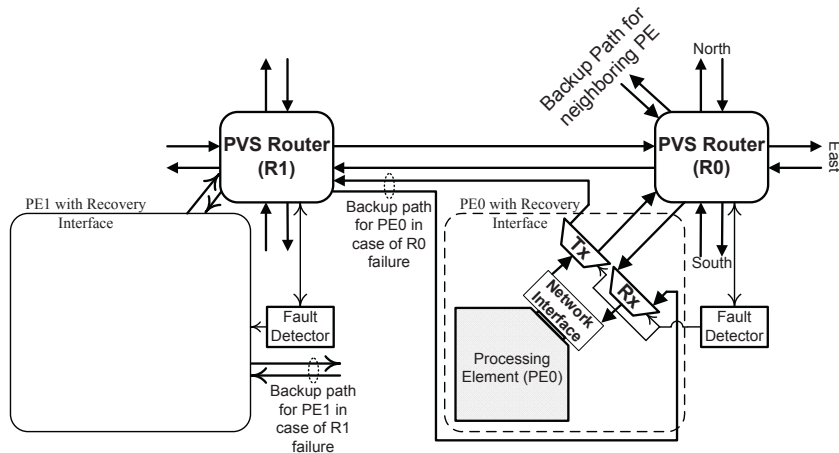 Backup Path for
neighboring PE
North
PVS Router
(R1)
PVS Router
(R0)
East
PE1 with Recovery
Interface
Backup path
for PE0 in
case of R0
failure
PE0 with Recovery
Interface
South
Tx
Rx
Network
Interface
Fault
Detector
Fault
Detector
Processing
Element (PE0)
Backup path
for PE1 in
case of R1
failure